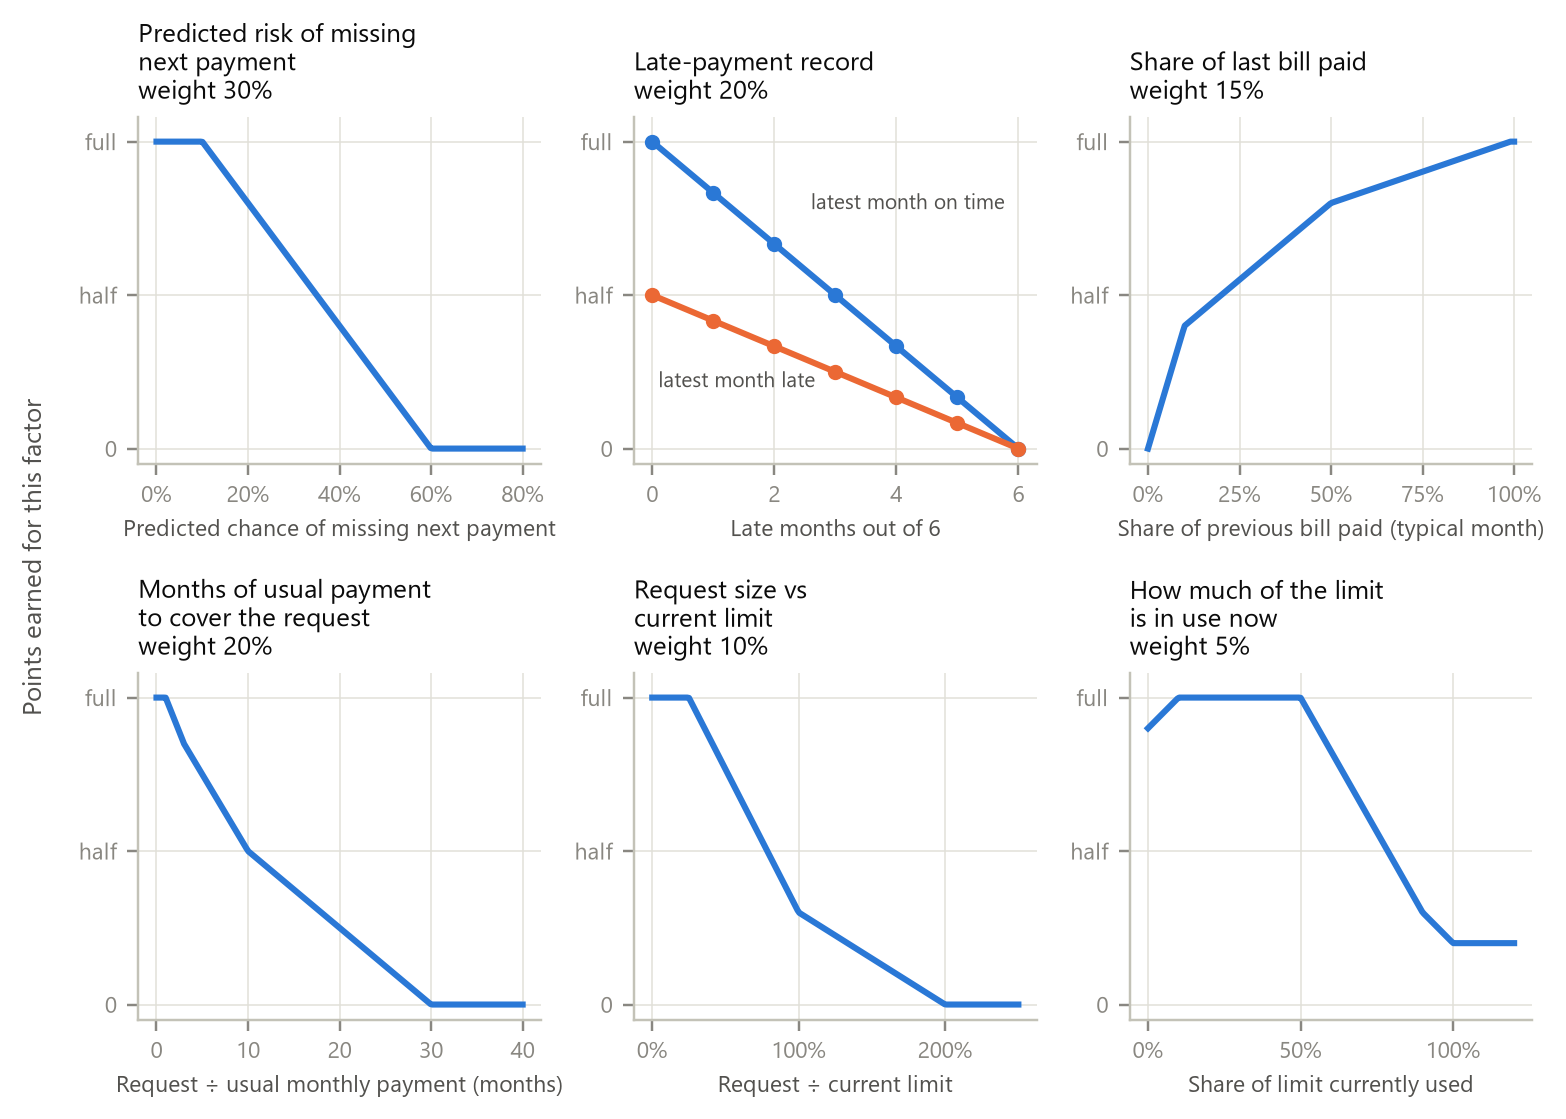 Points earned for this factor
Predicted risk of missing
next payment
weight 30%
full
half
0
0%
20%
40%
60%
80%
Predicted chance of missing next payment
Late-payment record
weight 20%
full
half
0
latest month on time
latest month late
0
2
4
6
Late months out of 6
Share of last bill paid
weight 15%
full
half
0
0%
25%
50%
75%
100%
Share of previous bill paid (typical month)
Months of usual payment
to cover the request
weight 20%
full
half
0
0
10
20
30
40
Request ÷ usual monthly payment (months)
Request size vs
current limit
weight 10%
full
half
0
0%
100%
200%
Request ÷ current limit
How much of the limit
is in use now
weight 5%
full
half
0
0%
50%
100%
Share of limit currently used